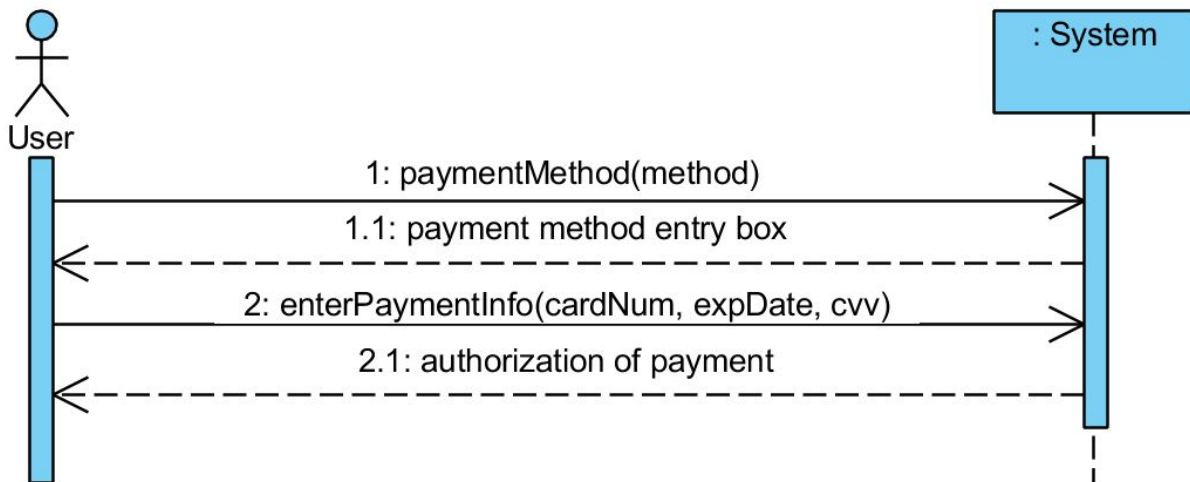 : System
User
1: paymentMethod(method)
1.1: payment method entry box
2: enterPaymentInfo(cardNum, expDate, cvv)
2.1: authorization of payment